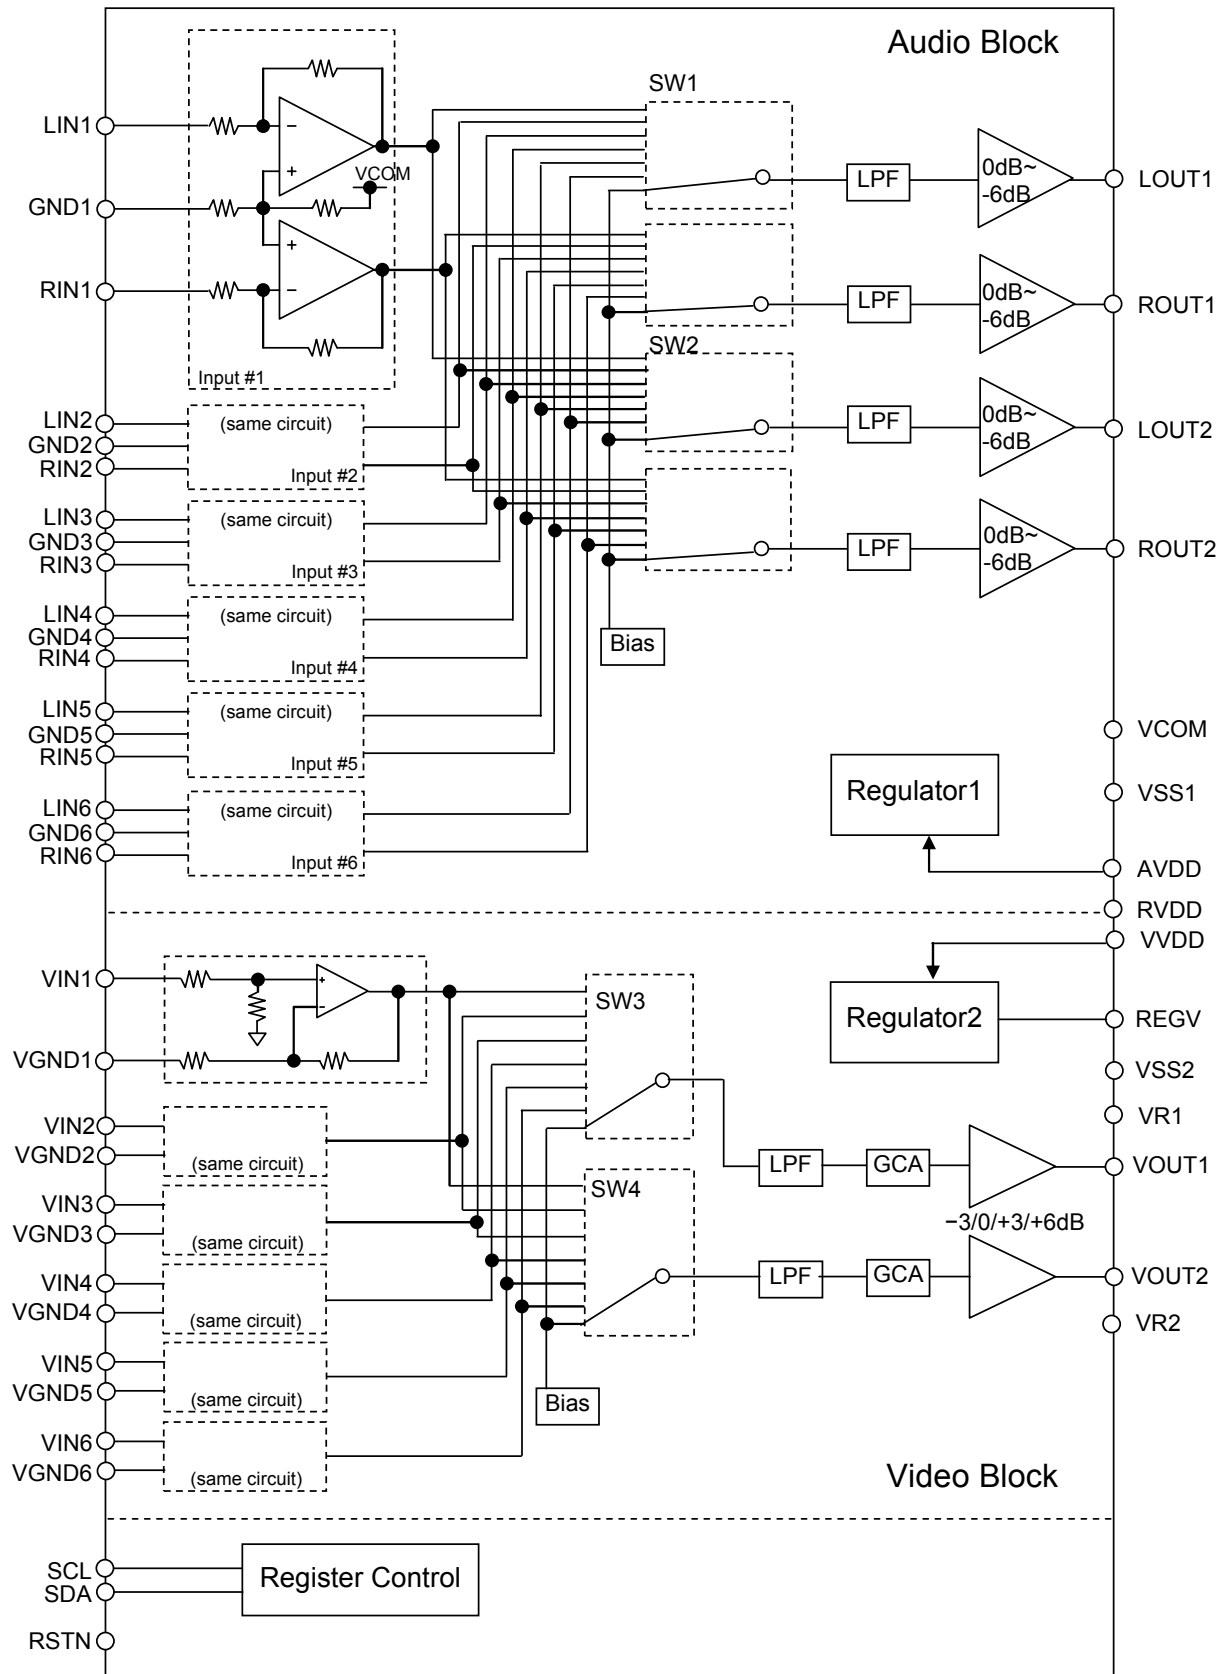 Audio Block
SW1
LIN1
−
+
VCOM
GND1
+
−
RIN1
Input #1
LPF
0dB~
-6dB
LOUT1
LPF
0dB~
-6dB
ROUT1
SW2
LPF
0dB~
-6dB
LOUT2
LPF
0dB~
-6dB
ROUT2
LIN2
GND2
RIN2
(same circuit)
Input #2
LIN3
GND3
RIN3
(same circuit)
Input #3
LIN4
GND4
RIN4
(same circuit)
Input #4
Bias
LIN5
GND5
RIN5
(same circuit)
Input #5
LIN6
GND6
RIN6
(same circuit)
Input #6
VCOM
Regulator1
VSS1
AVDD
RVDD
VVDD
Regulator2
REGV
VSS2
VR1
VIN1
+
−
VGND1
SW3
VIN2
VGND2
(same circuit)
LPF
GCA
VOUT1
SW4
VIN3
VGND3
(same circuit)
−3/0/+3/+6dB
VIN4
VGND4
(same circuit)
LPF
GCA
VOUT2
VR2
VIN5
VGND5
(same circuit)
Bias
VIN6
VGND6
(same circuit)
Video Block
SCL
SDA
Register Control
RSTN